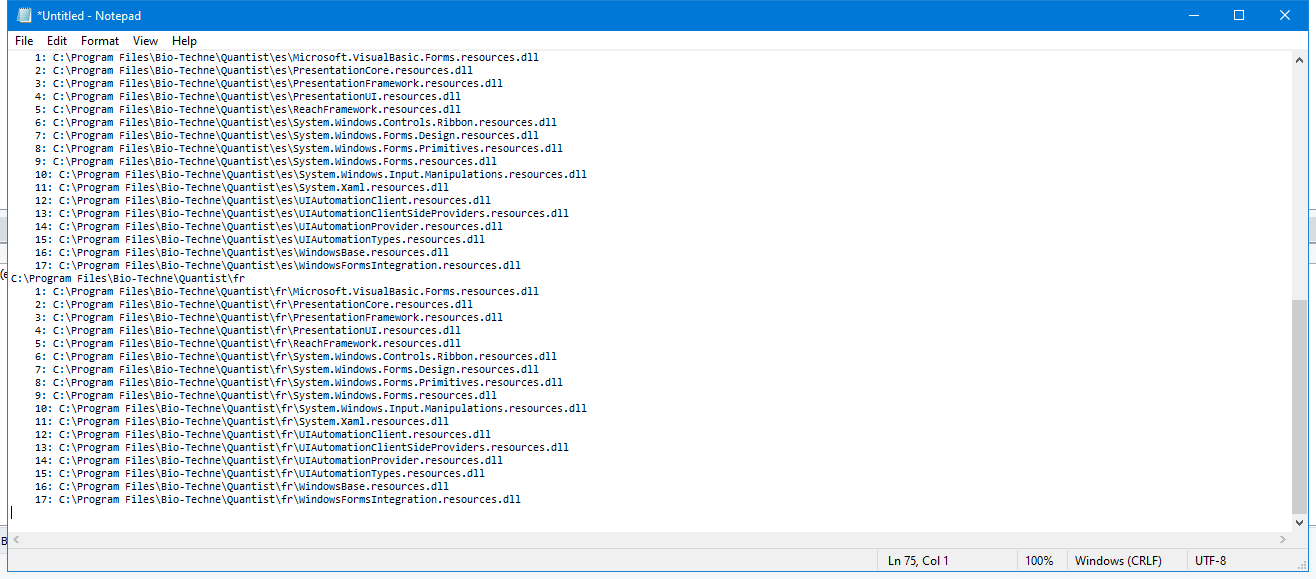 *Untitled - Notepad
File Edit Format View Help
1: C:\Program Files\Bio-Techne\Quantist\es\Microsoft.VisualBasic.Forms.resources.dll
2: C:\Program Files\Bio-Techne\Quantist\es\PresentationCore.resources.dll
3: C:\Program Files\Bio-Techne\Quantist\es\PresentationFramework.resources.dll
4: C:\Program Files\Bio-Techne\Quantist\es\PresentationUI.resources.dll
5: C:\Program Files\Bio-Techne\Quantist\es\ReachFramework.resources.dll
6: C:\Program Files\Bio-Techne\Quantist\es\System.Windows.Controls.Ribbon.resources.dll
7: C:\Program Files\Bio-Techne\Quantist\es\System.Windows.Forms.Design.resources.dll
8: C:\Program Files\Bio-Techne\Quantist\es\System.Windows.Forms.Primitives.resources.dll
9: C:\Program Files\Bio-Techne\Quantist\es\System.Windows.Forms.resources.dll
10: C:\Program Files\Bio-Techne\Quantist\es\System.Windows.Input.Manipulations.resources.dll
11: C:\Program Files\Bio-Techne\Quantist\es\System.Xaml.resources.dll
12: C:\Program Files\Bio-Techne\Quantist\es\UIAutomationClient.resources.dll
13: C:\Program Files\Bio-Techne\Quantist\es\UIAutomationClientSideProviders.resources.dll
14: C:\Program Files\Bio-Techne\Quantist\es\UIAutomationProvider.resources.dll
15: C:\Program Files\Bio-Techne\Quantist\es\UIAutomationTypes.resources.dll
16: C:\Program Files\Bio-Techne\Quantist\es\WindowsBase.resources.dll
17: C:\Program Files\Bio-Techne\Quantist\es\WindowsFormsIntegration.resources.dll
C:\Program Files\Bio-Techne\Quantist\fr
1: C:\Program Files\Bio-Techne\Quantist\fr\Microsoft.VisualBasic.Forms.resources.dll
2: C:\Program Files\Bio-Techne\Quantist\fr\PresentationCore.resources.dll
3: C:\Program Files\Bio-Techne\Quantist\fr\PresentationFramework.resources.dll
4: C:\Program Files\Bio-Techne\Quantist\fr\PresentationUI.resources.dll
5: C:\Program Files\Bio-Techne\Quantist\fr\ReachFramework.resources.dll
6: C:\Program Files\Bio-Techne\Quantist\fr\System.Windows.Controls.Ribbon.resources.dll
7: C:\Program Files\Bio-Techne\Quantist\fr\System.Windows.Forms.Design.resources.dll
8: C:\Program Files\Bio-Techne\Quantist\fr\System.Windows.Forms.Primitives.resources.dll
9: C:\Program Files\Bio-Techne\Quantist\fr\System.Windows.Forms.resources.dll
10: C:\Program Files\Bio-Techne\Quantist\fr\System.Windows.Input.Manipulations.resources.dll
11: C:\Program Files\Bio-Techne\Quantist\fr\System.Xaml.resources.dll
12: C:\Program Files\Bio-Techne\Quantist\fr\UIAutomationClient.resources.dll
13: C:\Program Files\Bio-Techne\Quantist\fr\UIAutomationClientSideProviders.resources.dll
14: C:\Program Files\Bio-Techne\Quantist\fr\UIAutomationProvider.resources.dll
15: C:\Program Files\Bio-Techne\Quantist\fr\UIAutomationTypes.resources.dll
16: C:\Program Files\Bio-Techne\Quantist\fr\WindowsBase.resources.dll
17: C:\Program Files\Bio-Techne\Quantist\fr\WindowsFormsIntegration.resources.dll
Ln 75, Col 1 100% Windows (CRLF) UTF-8